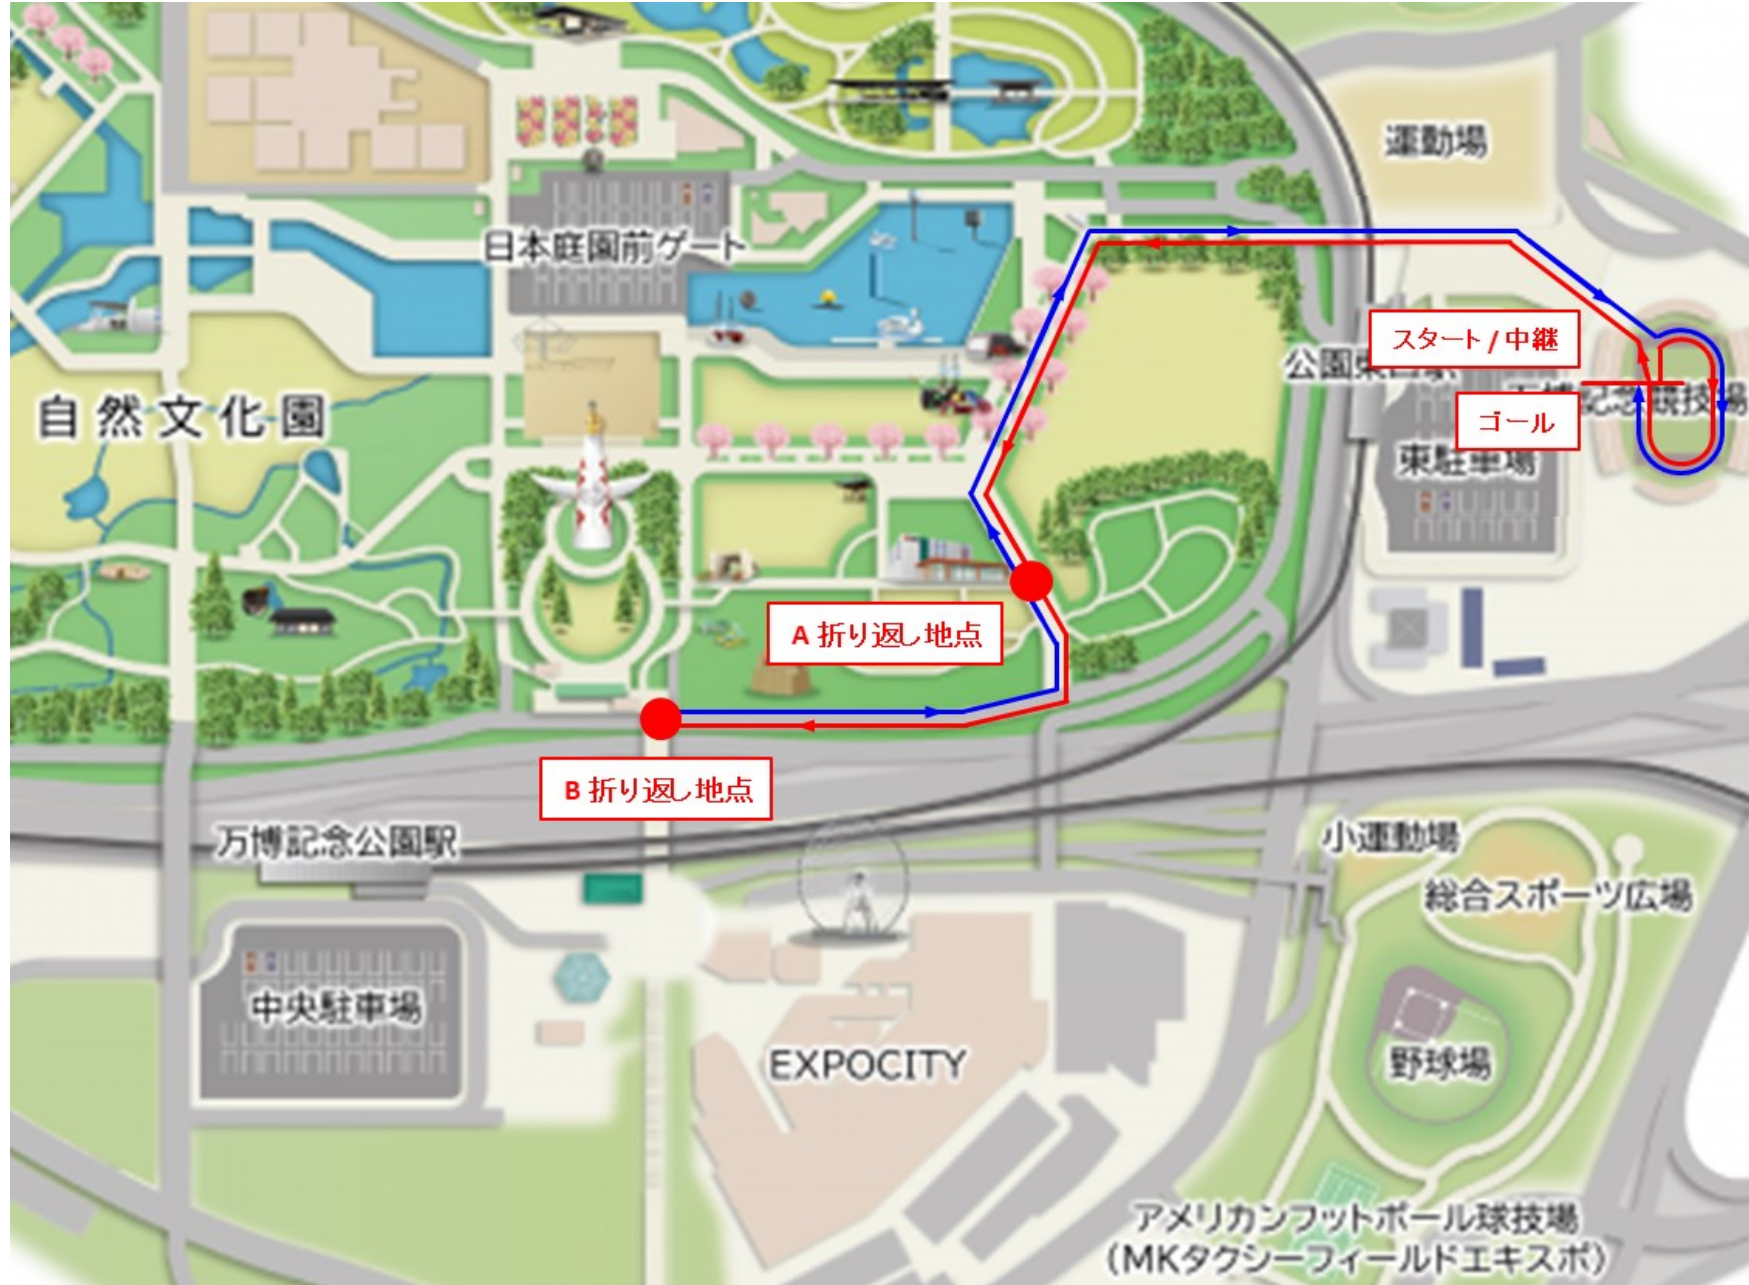 運動場
日本庭園前ゲート
スタート / 中継
自然文化園
ゴール
東駐車場
A 折り返し地点
B 折り返し地点
万博記念公園駅
小運動場
総合スポーツ広場
中央駐車場
EXPOCITY
野球場
アメリカンフットボール球技場
(MKタクシーフィールドエキスポ)